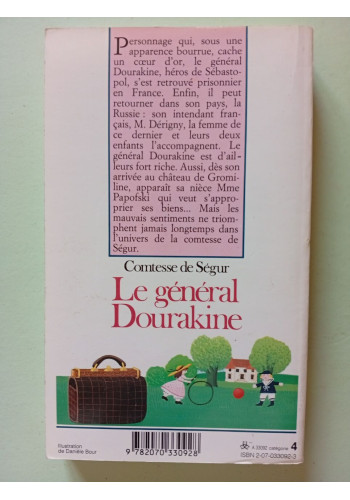 Personnage qui, sous une
apparence bourrue, cache
un cœur d'or, le général
Dourakine, héros de Sébasto-
pol, s'est retrouvé prisonnier
en France. Enfin, il peut
retourner dans son pays, la
Russie : son intendant fran-
çais, M. Dérigny, la femme de
ce dernier et leurs deux
enfants l'accompagnent. Le
général Dourakine est d'ail-
leurs fort riche. Aussi, dès son
arrivée au château de Gromi-
line, apparaît sa nièce Mme
Papofski qui veut s'appro-
prier ses biens... Mais les
mauvais sentiments ne triom-
phent jamais longtemps dans
l'univers de la comtesse de
Ségur.
Comtesse de Ségur
Le général
Dourakine
Illustration
de Danièle Bour
9 782070 330928
catégorie 4
ISBN 2-07-033092-3